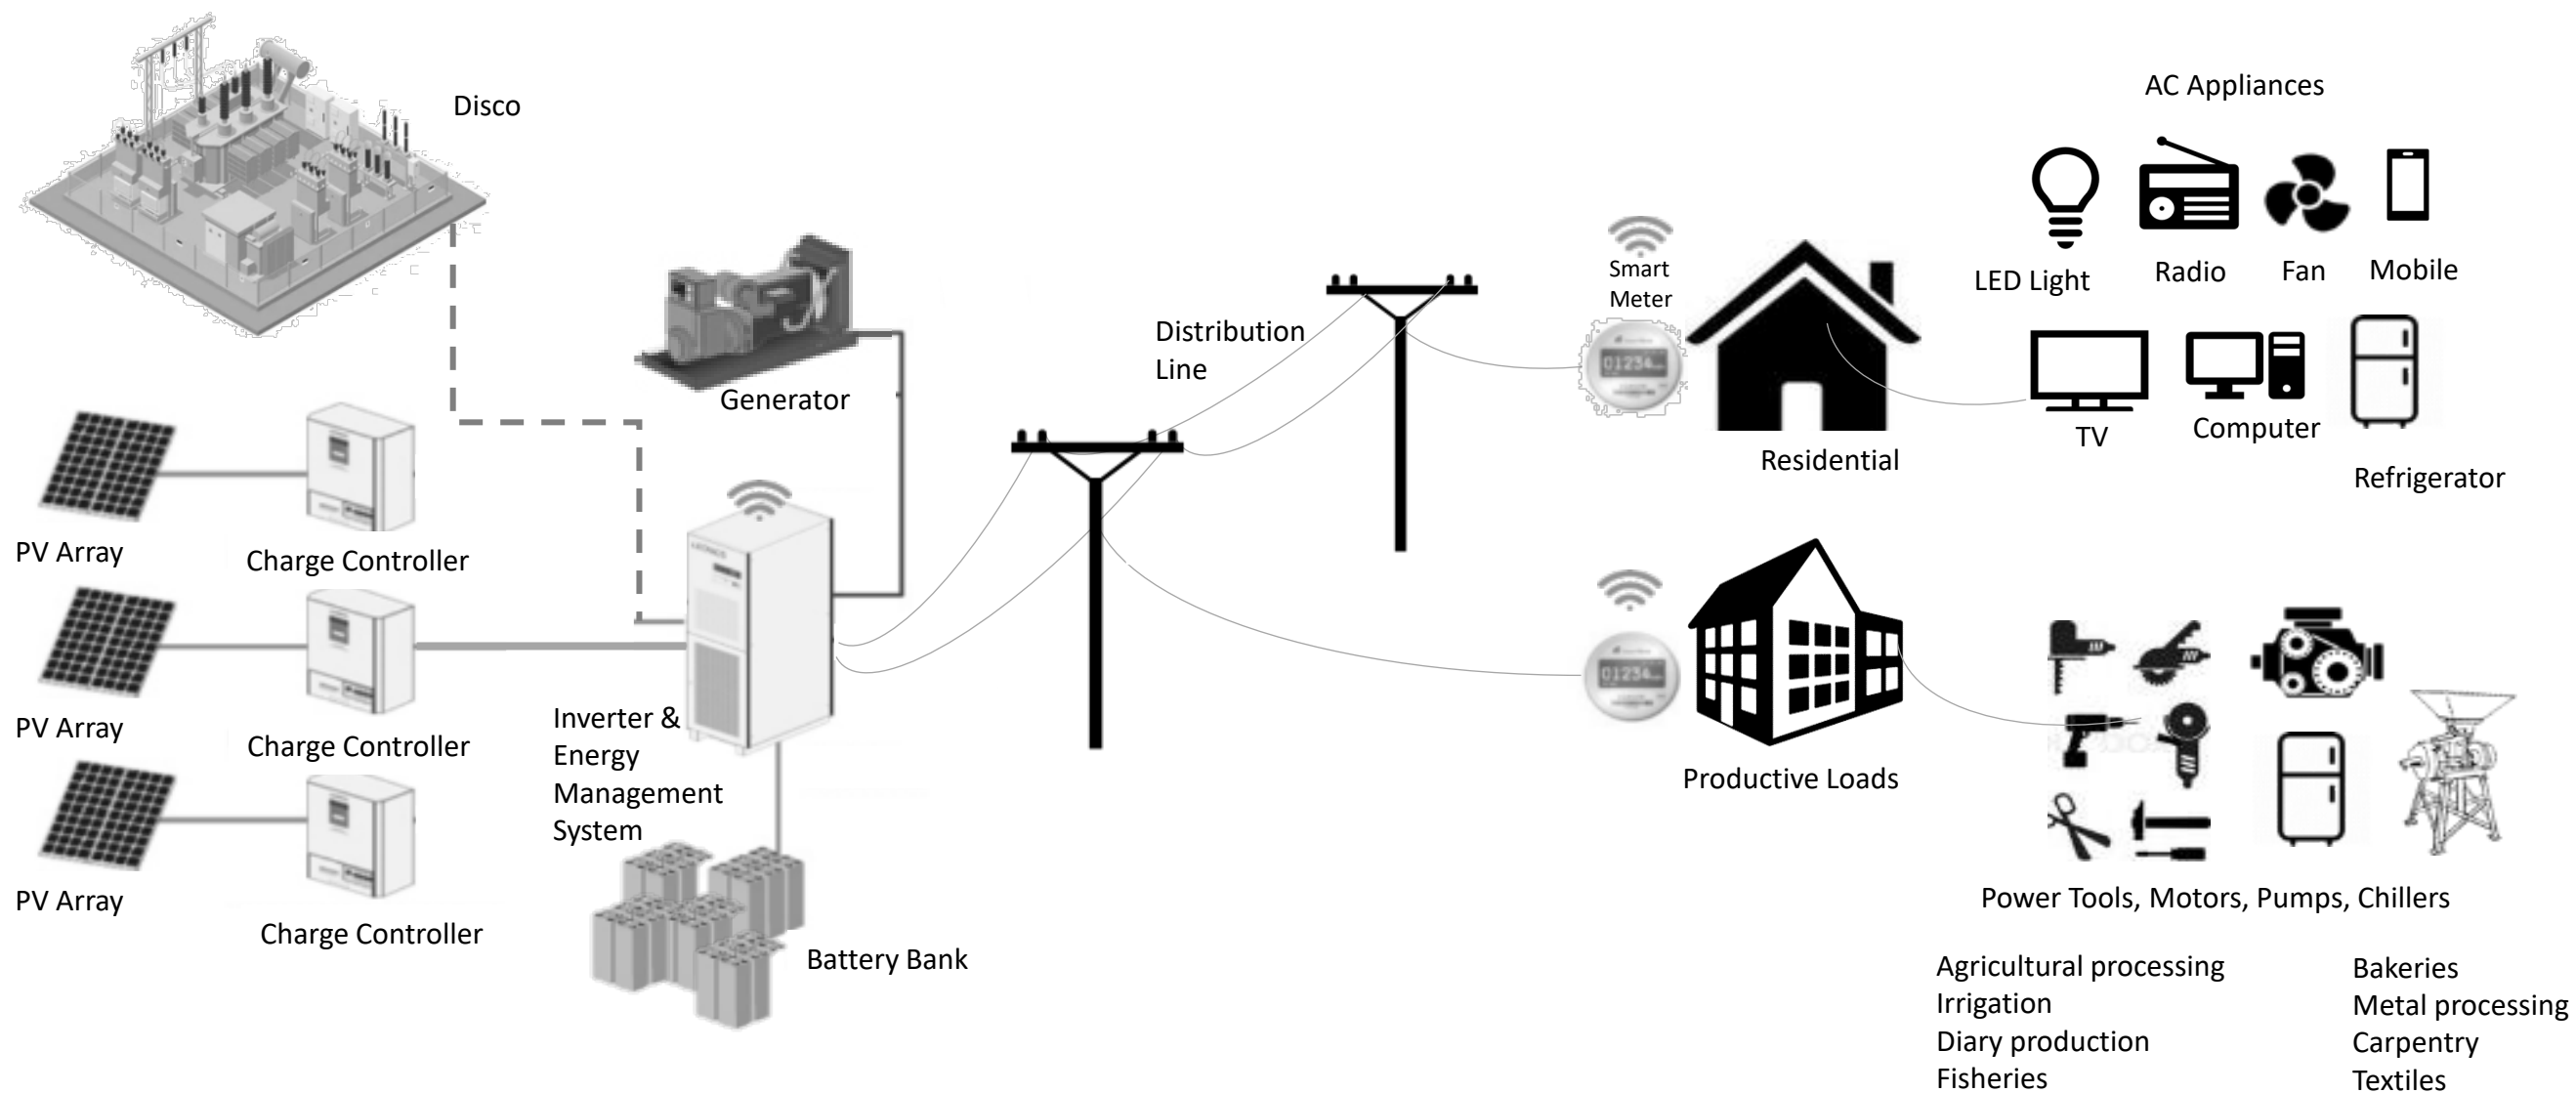 Disco
AC Appliances
LED Light
Radio
Fan
Mobile
Smart
Meter
01234
Distribution
Line
Generator
TV
Computer
Refrigerator
Residential
PV Array
Charge Controller
PV Array
Charge Controller
PV Array
Charge Controller
Inverter &
Energy
Management
System
Battery Bank
01234
Productive Loads
Power Tools, Motors, Pumps, Chillers
Agricultural processing
Irrigation
Diary production
Fisheries
Bakeries
Metal processing
Carpentry
Textiles